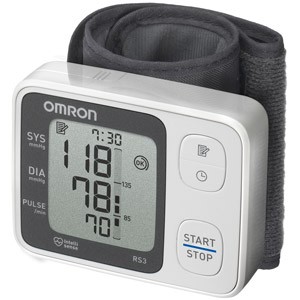 OMRON
7:30
SYS
mmHg
118
OK
135
DIA
mmHg
78
85
PULSE
/min
70
intelli
sense
RS3
START
STOP